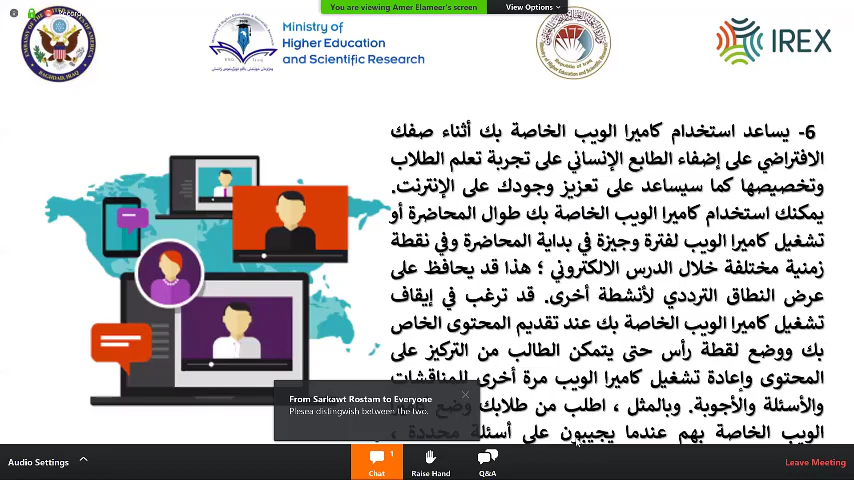 You are viewing Amer Elameer's screen
View Options
Ministry of
Higher Education
and Scientific Research
IREX
6- يساعد استخدام كاميرا الويب الخاصة بك أثناء صفك
الافتراضي على إضفاء الطابع الإنساني على تجربة تعلم الطلاب
وتخصيصها كما سيساعد على تعزيز وجودك على الإنترنت.
يمكنك استخدام كاميرا الويب الخاصة بك طوال المحاضرة أو
تشغيل كاميرا الويب لفترة وجيزة في بداية المحاضرة وفي نقطة
زمنية مختلفة خلال الدرس الالكتروني ؛ هذا قد يحافظ على
عرض النطاق الترددي لأنشطة أخرى. قد ترغب في إيقاف
تشغيل كاميرا الويب الخاصة بك عند تقديم المحتوى الخاص
بك ووضع لقطة رأس حتى يتمكن الطالب من التركيز على
المحتوى وإعادة تشغيل كاميرا الويب مرة أخرى للمناقشات
والأسئلة والأجوبة. وبالمثل ، اطلب من طلابك وضع
الويب الخاصة بهم عندما يجيبون على أسئلة محددة ،
From Sarkawt Rostam to Everyone
Plesea distingwish between the two.
Audio Settings
Chat
1
Raise Hand
Q&A
Leave Meeting